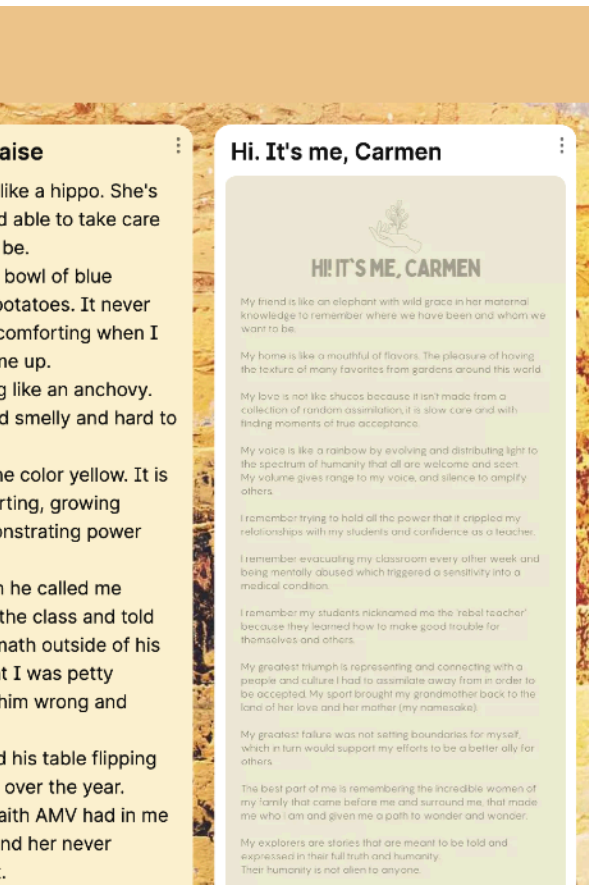 aise
like a hippo. She's
d able to take care
be.
bowl of blue
potatoes. It never
comforting when I
me up.
g like an anchovy.
d smelly and hard to
ne color yellow. It is
rting, growing
onstrating power
n he called me
the class and told
math outside of his
t I was petty
him wrong and
d his table flipping
over the year.
aith AMV had in me
nd her never
Hi. It's me, Carmen
HI! IT'S ME, CARMEN
My friend is like an elephant with wild grace in her maternal
knowledge to remember where we have been and whom we
want to be.
My home is like a mouthful of flavors. The pleasure of having
the texture of many favorites from gardens around this world.
My love is not like shucos because it isn't made from a
collection of random assimilation, it is slow care and with
finding moments of true acceptance.
My voice is like a rainbow by evolving and distributing light to
the spectrum of humanity that all are welcome and seen.
My volume gives range to my voice, and silence to amplify
others.
I remember trying to hold all the power that it crippled my
relationships with my students and confidence as a teacher.
I remember evacuating my classroom every other week and
being mentally abused which triggered a sensitivity into a
medical condition.
I remember my students nicknamed me the 'rebel teacher'
because they learned how to make good trouble for
themselves and others.
My greatest triumph is representing and connecting with a
people and culture I had to assimilate away from in order to
be accepted. My sport brought my grandmother back to the
land of her love and her mother (my namesake).
My greatest failure was not setting boundaries for myself,
which in turn would support my efforts to be a better ally for
others.
The best part of me is remembering the incredible women of
my family that came before me and surround me, that made
me who i am and given me a path to wonder and wander.
My explorers are stories that are meant to be told and
expressed in their full truth and humanity.
Their humanity is not alien to anyone.